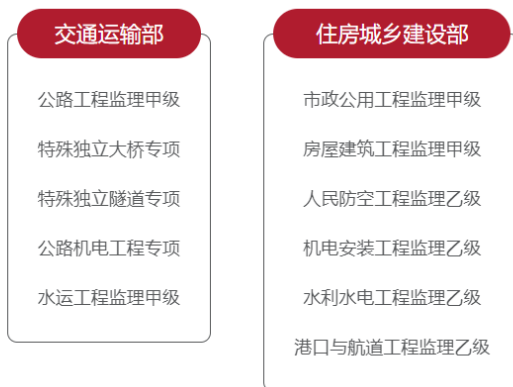 交通运输部
公路工程监理甲级
特殊独立大桥专项
特殊独立隧道专项
公路机电工程专项
水运工程监理甲级
住房城乡建设部
市政公用工程监理甲级
房屋建筑工程监理甲级
人民防空工程监理乙级
机电安装工程监理乙级
水利水电工程监理乙级
港口与航道工程监理乙级